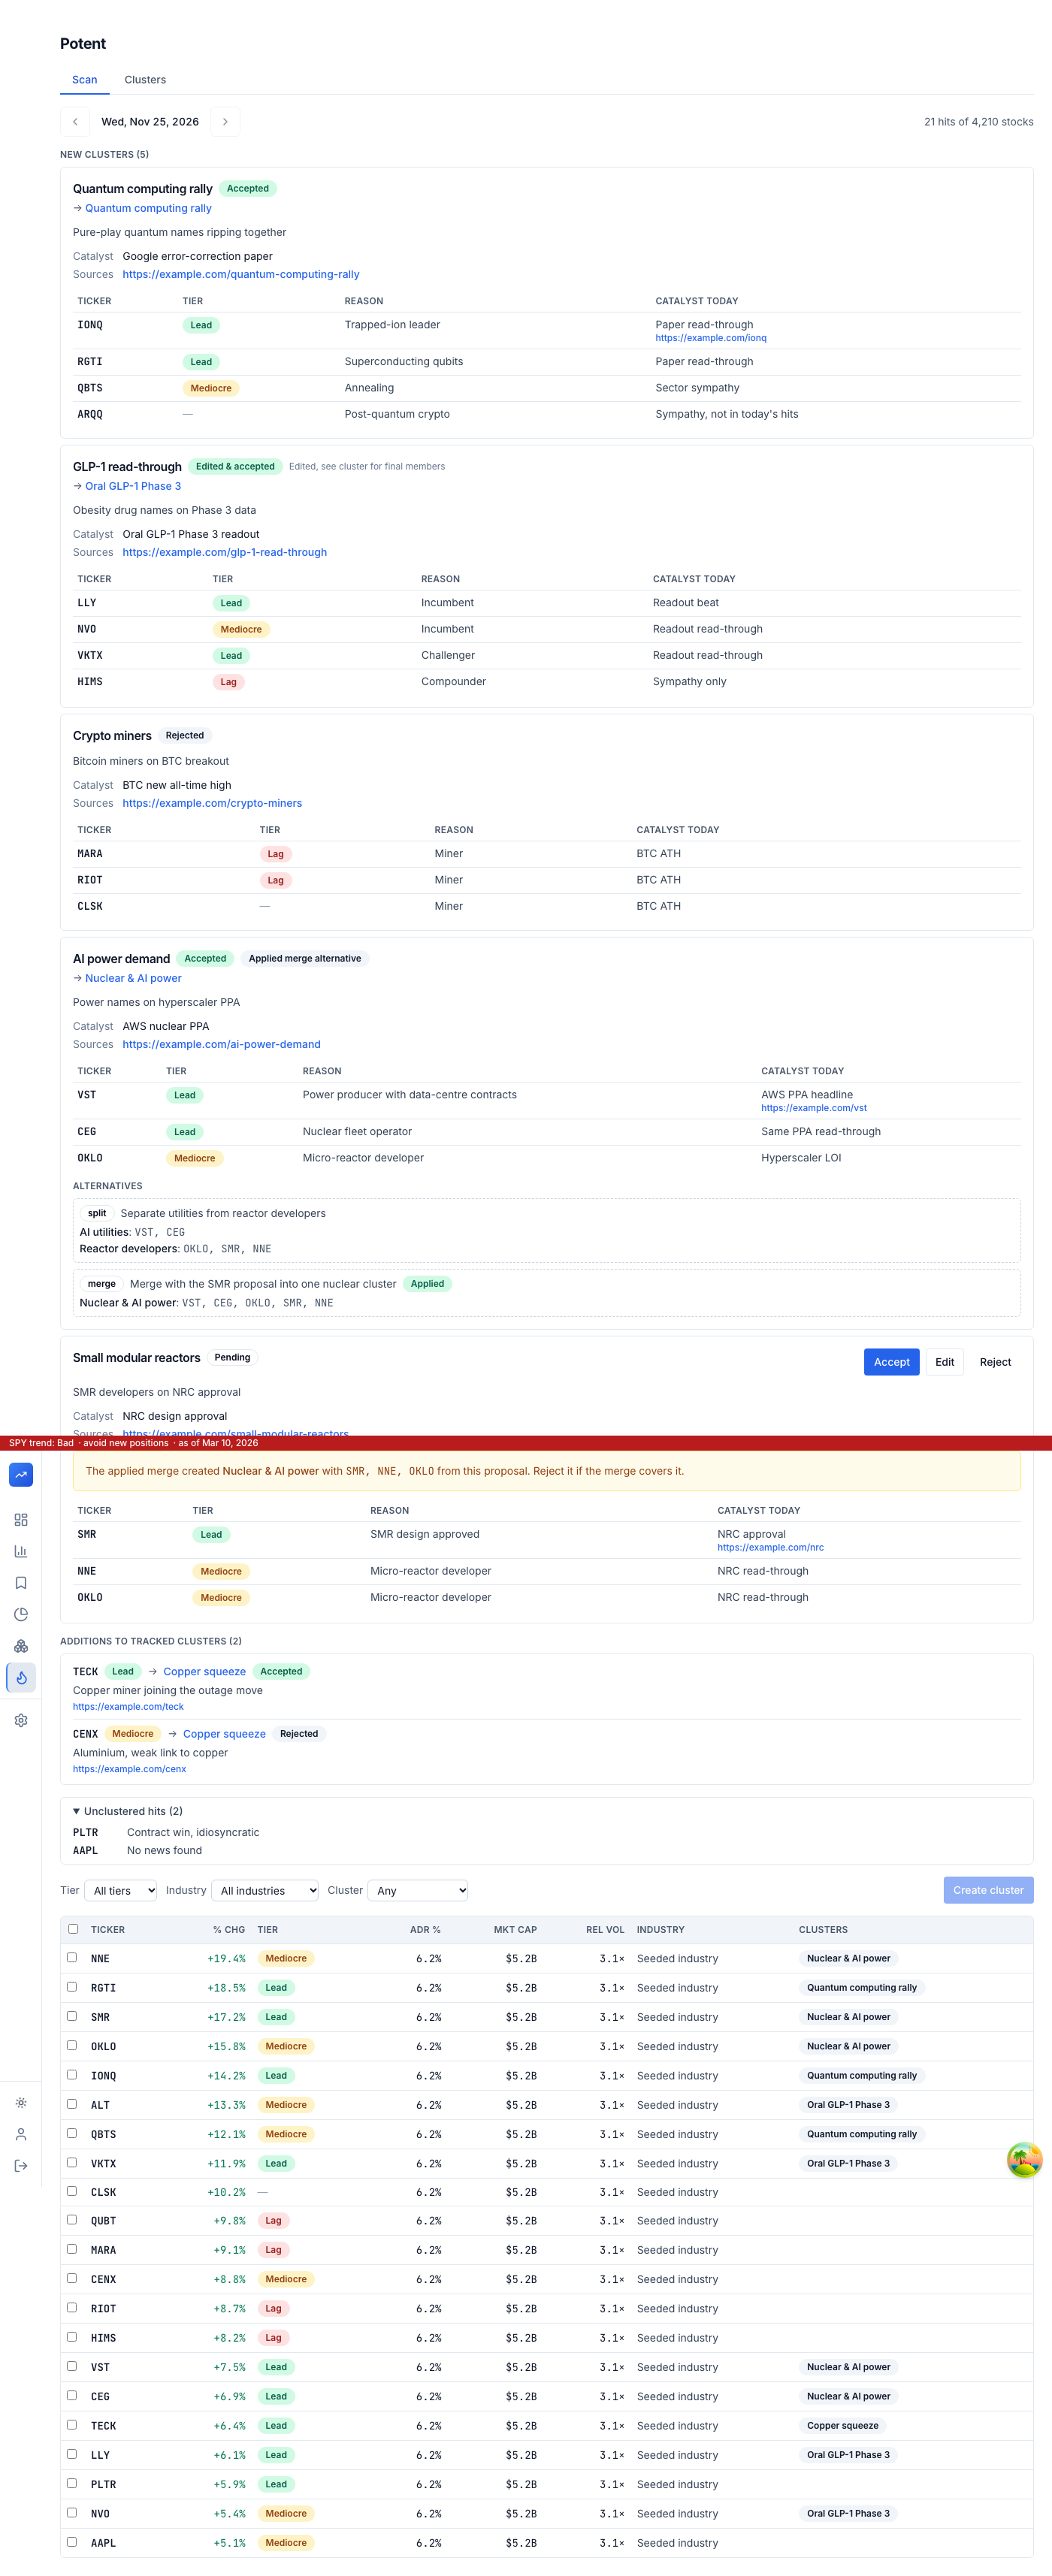 Potent
Scan Clusters
Wed, Nov 25, 2026 21 hits of 4,210 stocks
NEW CLUSTERS (5)
Quantum computing rally Accepted
→ Quantum computing rally
Pure-play quantum names ripping together
Catalyst Google error-correction paper
Sources https://example.com/quantum-computing-rally
TICKER TIER REASON CATALYST TODAY
IONQ Lead Trapped-ion leader Paper read-through
https://example.com/ionq
RGTI Lead Superconducting qubits Paper read-through
QBTS Mediocre Annealing Sector sympathy
ARQQ — Post-quantum crypto Sympathy, not in today's hits
GLP-1 read-through Edited & accepted Edited, see cluster for final members
→ Oral GLP-1 Phase 3
Obesity drug names on Phase 3 data
Catalyst Oral GLP-1 Phase 3 readout
Sources https://example.com/glp-1-read-through
TICKER TIER REASON CATALYST TODAY
LLY Lead Incumbent Readout beat
NVO Mediocre Incumbent Readout read-through
VKTX Lead Challenger Readout read-through
HIMS Lag Compounder Sympathy only
Crypto miners Rejected
Bitcoin miners on BTC breakout
Catalyst BTC new all-time high
Sources https://example.com/crypto-miners
TICKER TIER REASON CATALYST TODAY
MARA Lag Miner BTC ATH
RIOT Lag Miner BTC ATH
CLSK — Miner BTC ATH
AI power demand Accepted Applied merge alternative
→ Nuclear & AI power
Power names on hyperscaler PPA
Catalyst AWS nuclear PPA
Sources https://example.com/ai-power-demand
TICKER TIER REASON CATALYST TODAY
VST Lead Power producer with data-centre contracts AWS PPA headline
https://example.com/vst
CEG Lead Nuclear fleet operator Same PPA read-through
OKLO Mediocre Micro-reactor developer Hyperscaler LOI
ALTERNATIVES
split Separate utilities from reactor developers
AI utilities: VST, CEG
Reactor developers: OKLO, SMR, NNE
merge Merge with the SMR proposal into one nuclear cluster Applied
Nuclear & AI power: VST, CEG, OKLO, SMR, NNE
Small modular reactors Pending Accept Edit Reject
SMR developers on NRC approval
Catalyst NRC design approval
Sources https://example.com/small-modular-reactors
SPY trend: Bad · avoid new positions · as of Mar 10, 2026
The applied merge created Nuclear & AI power with SMR, NNE, OKLO from this proposal. Reject it if the merge covers it.
TICKER TIER REASON CATALYST TODAY
SMR Lead SMR design approved NRC approval
https://example.com/nrc
NNE Mediocre Micro-reactor developer NRC read-through
OKLO Mediocre Micro-reactor developer NRC read-through
ADDITIONS TO TRACKED CLUSTERS (2)
TECK Lead → Copper squeeze Accepted
Copper miner joining the outage move
https://example.com/teck
CENX Mediocre → Copper squeeze Rejected
Aluminium, weak link to copper
https://example.com/cenx
▼ Unclustered hits (2)
PLTR Contract win, idiosyncratic
AAPL No news found
Tier All tiers Industry All industries Cluster Any Create cluster
TICKER % CHG TIER ADR % MKT CAP REL VOL INDUSTRY CLUSTERS
NNE +19.4% Mediocre 6.2% $5.2B 3.1× Seeded industry Nuclear & AI power
RGTI +18.5% Lead 6.2% $5.2B 3.1× Seeded industry Quantum computing rally
SMR +17.2% Lead 6.2% $5.2B 3.1× Seeded industry Nuclear & AI power
OKLO +15.8% Mediocre 6.2% $5.2B 3.1× Seeded industry Nuclear & AI power
IONQ +14.2% Lead 6.2% $5.2B 3.1× Seeded industry Quantum computing rally
ALT +13.3% Mediocre 6.2% $5.2B 3.1× Seeded industry Oral GLP-1 Phase 3
QBTS +12.1% Mediocre 6.2% $5.2B 3.1× Seeded industry Quantum computing rally
VKTX +11.9% Lead 6.2% $5.2B 3.1× Seeded industry Oral GLP-1 Phase 3
CLSK +10.2% — 6.2% $5.2B 3.1× Seeded industry
QUBT +9.8% Lag 6.2% $5.2B 3.1× Seeded industry
MARA +9.1% Lag 6.2% $5.2B 3.1× Seeded industry
CENX +8.8% Mediocre 6.2% $5.2B 3.1× Seeded industry
RIOT +8.7% Lag 6.2% $5.2B 3.1× Seeded industry
HIMS +8.2% Lag 6.2% $5.2B 3.1× Seeded industry
VST +7.5% Lead 6.2% $5.2B 3.1× Seeded industry Nuclear & AI power
CEG +6.9% Lead 6.2% $5.2B 3.1× Seeded industry Nuclear & AI power
TECK +6.4% Lead 6.2% $5.2B 3.1× Seeded industry Copper squeeze
LLY +6.1% Lead 6.2% $5.2B 3.1× Seeded industry Oral GLP-1 Phase 3
PLTR +5.9% Lead 6.2% $5.2B 3.1× Seeded industry
NVO +5.4% Mediocre 6.2% $5.2B 3.1× Seeded industry Oral GLP-1 Phase 3
AAPL +5.1% Mediocre 6.2% $5.2B 3.1× Seeded industry